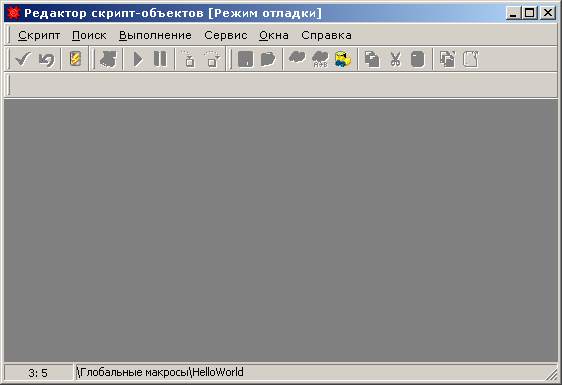 Редактор скрипт-объектов [Режим отладки]
Скрипт Поиск Выполнение Сервис Окна Справка
A→B
3: 5 \Глобальные макросы\HelloWorld